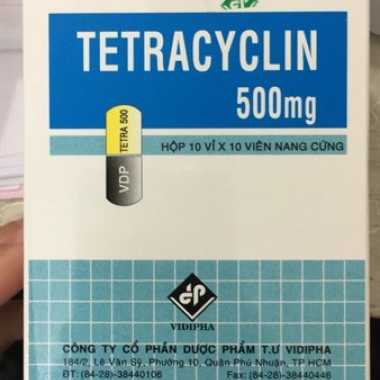 TETRACYCLIN
500mg
TETRA 500
VDP
HỘP 10 VỈ X 10 VIÊN NANG CỨNG
VIDIPHA
CÔNG TY CỔ PHẦN DƯỢC PHẨM T.Ư VIDIPHA
184/2, Lê Văn Sỹ, Phường 10, Quận Phú Nhuận, TP.HCM
ĐT: (84-28)-38440106 Fax: (84-28)-38440446